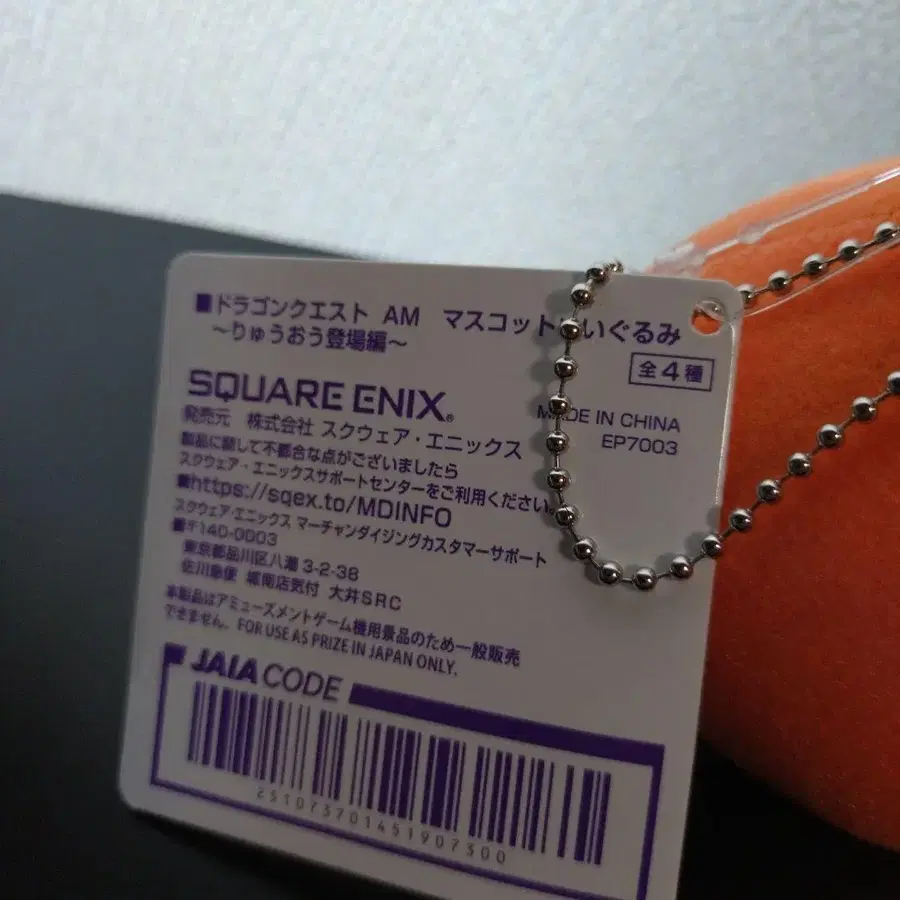 ■ドラゴンクエスト AM マスコット いぐるみ
〜りゅうおう登場編〜
全4種
SQUARE ENIX®
MADE IN CHINA
発売元 株式会社 スクウェア・エニックス
EP7003
製品に関して不都合な点がございましたら
スクウェア・エニックスサポートセンターをご利用ください。
■https://sqex.to/MDINFO
スクウェア・エニックス マーチャンダイジングカスタマーサポート
■〒140-0003
東京都品川区八潮 3-2-38
佐川急便 城南店気付 大井SRC
本製品はアミューズメントゲーム機用景品のため一般販売
できません。FOR USE AS PRIZE IN JAPAN ONLY.
JAIA CODE
251073701451907300